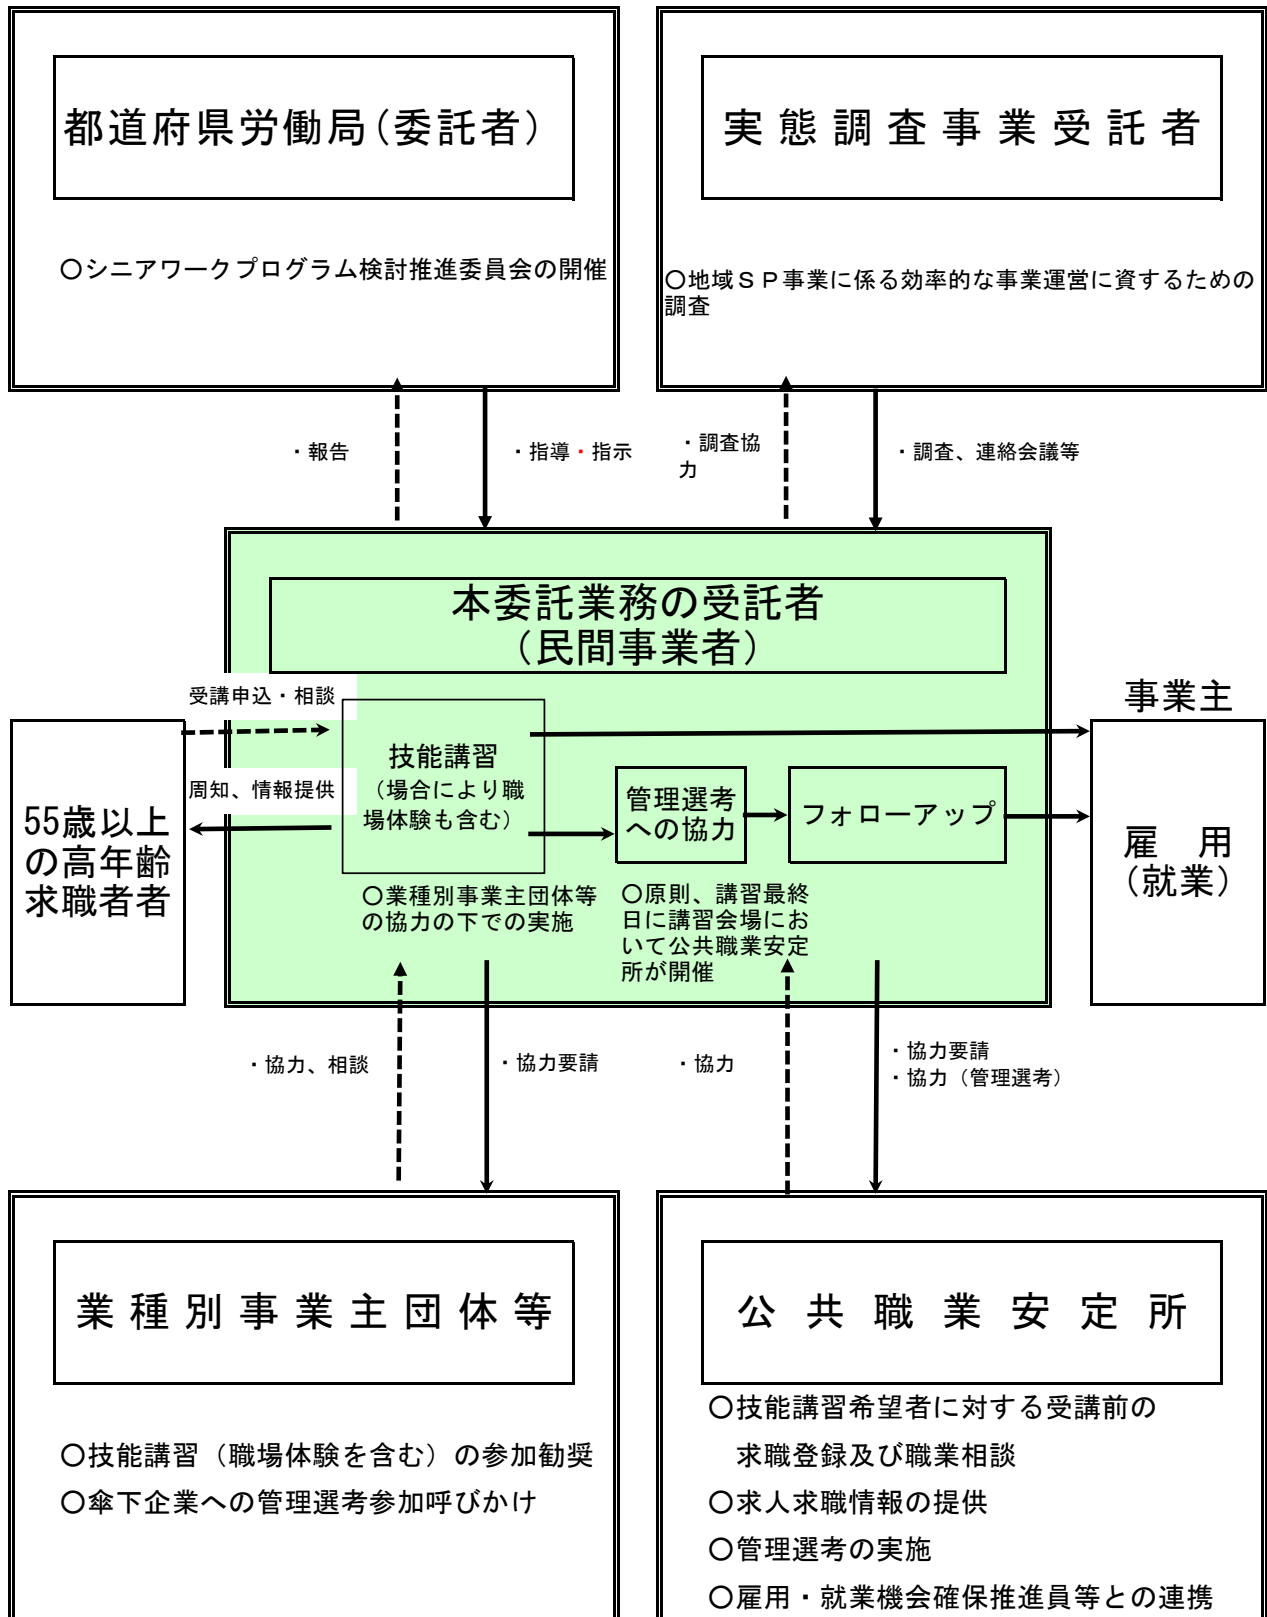 都道府県労働局（委託者）
〇シニアワークプログラム検討推進委員会の開催
実態調査事業受託者
〇地域ＳＰ事業に係る効率的な事業運営に資するための
調査
・報告
・指導・指示
・調査協
力
・調査、連絡会議等
本委託業務の受託者
（民間事業者）
受講申込・相談
周知、情報提供
55歳以上
の高年齢
求職者者
技能講習
（場合により職
場体験も含む）
〇業種別事業主団体等
の協力の下での実施
管理選考
への協力
〇原則、講習最終
日に講習会場にお
いて公共職業安定
所が開催
フォローアップ
事業主
雇　用
（就業）
・協力、相談
・協力要請
・協力
・協力要請
・協力（管理選考）
業種別事業主団体等
〇技能講習（職場体験を含む）の参加勧奨
〇傘下企業への管理選考参加呼びかけ
公共職業安定所
〇技能講習希望者に対する受講前の
求職登録及び職業相談
〇求人求職情報の提供
〇管理選考の実施
〇雇用・就業機会確保推進員等との連携